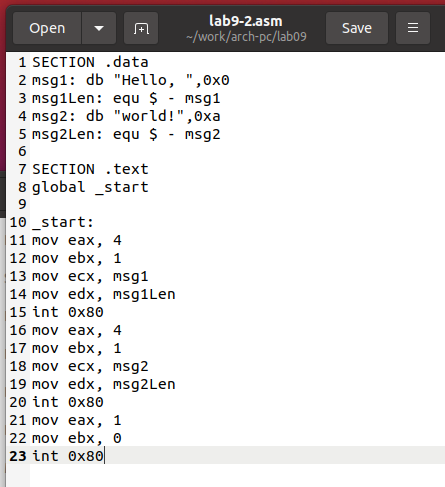 Open
lab9-2.asm
~/work/arch-pc/lab09
Save
1 SECTION .data
2 msg1: db "Hello, ",0x0
3 msg1Len: equ $ - msg1
4 msg2: db "world!",0xa
5 msg2Len: equ $ - msg2
6
7 SECTION .text
8 global _start
9
10 _start:
11 mov eax, 4
12 mov ebx, 1
13 mov ecx, msg1
14 mov edx, msg1Len
15 int 0x80
16 mov eax, 4
17 mov ebx, 1
18 mov ecx, msg2
19 mov edx, msg2Len
20 int 0x80
21 mov eax, 1
22 mov ebx, 0
23 int 0x80